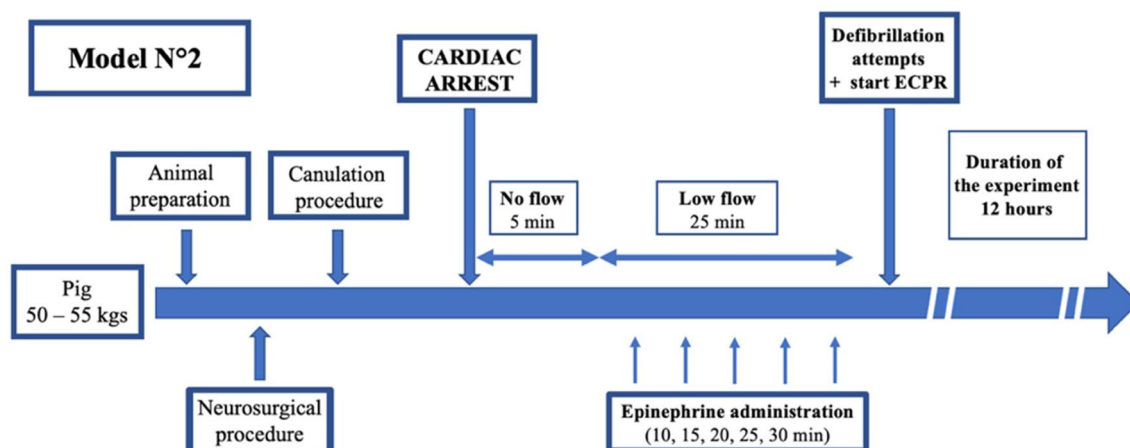 Model N°2
CARDIAC
ARREST
Defibrillation
attempts
+ start ECPR
Animal
preparation
Canulation
procedure
No flow
5 min
Low flow
25 min
Duration of
the experiment
12 hours
Pig
50 – 55 kgs
Neurosurgical
procedure
Epinephrine administration
(10, 15, 20, 25, 30 min)